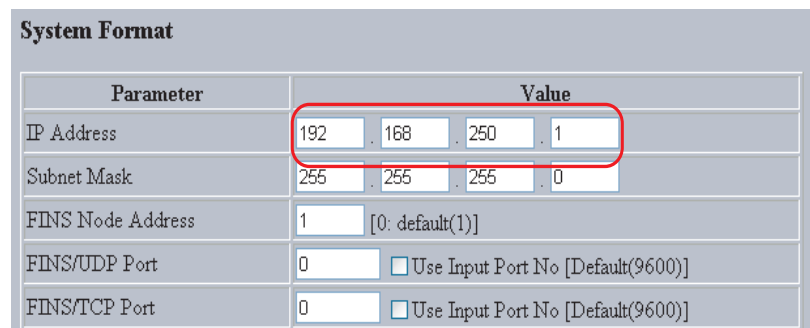 System Format
Parameter Value
IP Address 192 . 168 . 250 . 1
Subnet Mask 255 . 255 . 255 . 0
FINS Node Address 1 [0: default(1)]
FINS/UDP Port 0 Use Input Port No [Default(9600)]
FINS/TCP Port 0 Use Input Port No [Default(9600)]